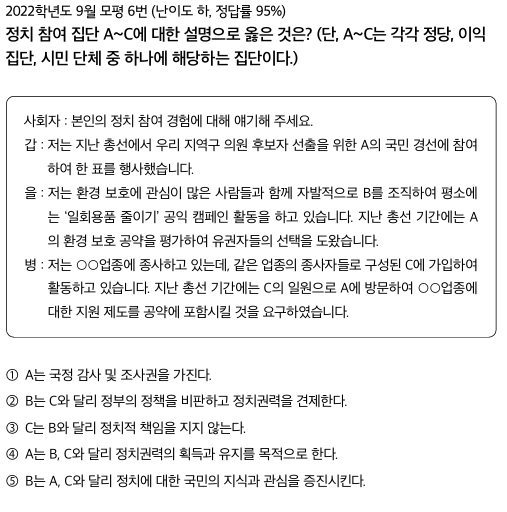 2022학년도 9월 모평 6번 (난이도 하, 정답률 95%)
정치 참여 집단 A~C에 대한 설명으로 옳은 것은? (단, A~C는 각각 정당, 이익
집단, 시민 단체 중 하나에 해당하는 집단이다.)
사회자 : 본인의 정치 참여 경험에 대해 얘기해 주세요.
갑 : 저는 지난 총선에서 우리 지역구 의원 후보자 선출을 위한 A의 국민 경선에 참여
하여 한 표를 행사했습니다.
을 : 저는 환경 보호에 관심이 많은 사람들과 함께 자발적으로 B를 조직하여 평소에
는 ‘일회용품 줄이기’ 공익 캠페인 활동을 하고 있습니다. 지난 총선 기간에는 A
의 환경 보호 공약을 평가하여 유권자들의 선택을 도왔습니다.
병 : 저는 ○○업종에 종사하고 있는데, 같은 업종의 종사자들로 구성된 C에 가입하여
활동하고 있습니다. 지난 총선 기간에는 C의 일원으로 A에 방문하여 ○○업종에
대한 지원 제도를 공약에 포함시킬 것을 요구하였습니다.
① A는 국정 감사 및 조사권을 가진다.
② B는 C와 달리 정부의 정책을 비판하고 정치권력을 견제한다.
③ C는 B와 달리 정치적 책임을 지지 않는다.
④ A는 B, C와 달리 정치권력의 획득과 유지를 목적으로 한다.
⑤ B는 A, C와 달리 정치에 대한 국민의 지식과 관심을 증진시킨다.